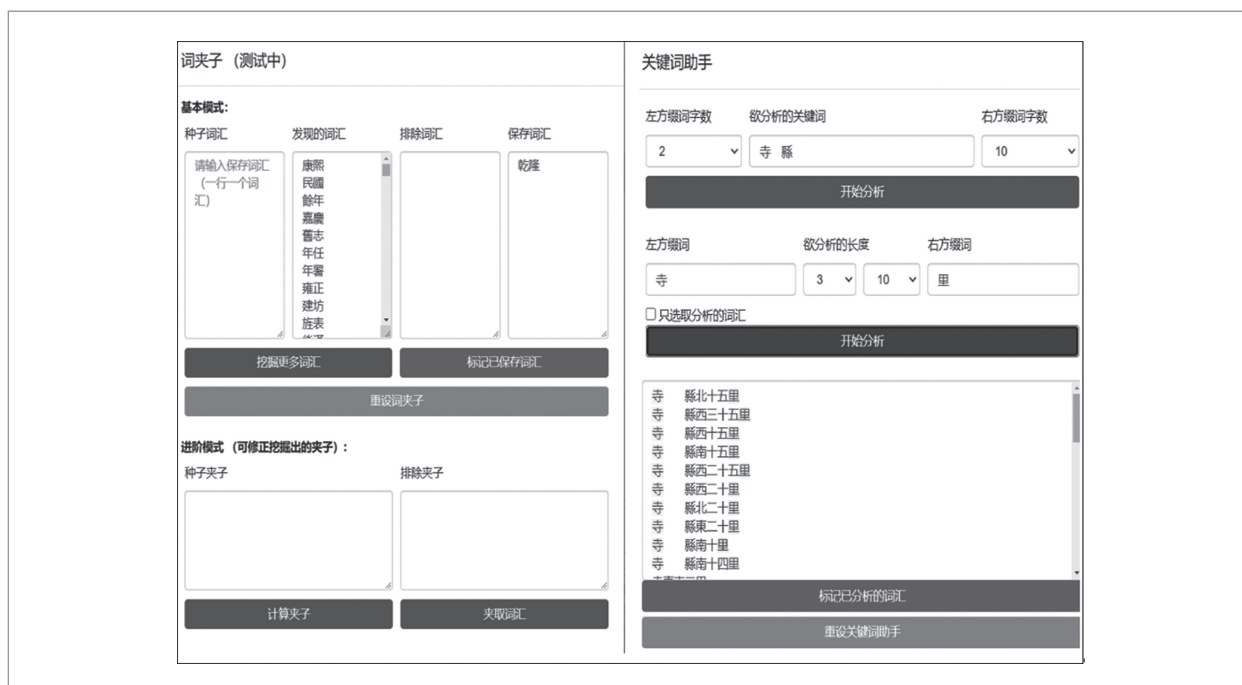 词夹子 （测试中）
基本模式：
种子词汇
发现的词汇
排除词汇
保存词汇
请输入保存词汇
（一行一个词
汇）
康熙
民國
餘年
嘉慶
舊志
年任
年署
雍正
建坊
旌表
乾隆
挖掘更多词汇
标记已保存词汇
重设词夹子
进阶模式 （可修正挖掘出的夹子）：
种子夹子
排除夹子
计算夹子
夹取词汇
关键词助手
左方缀词字数
欲分析的关键词
右方缀词字数
2
寺 縣
10
开始分析
左方缀词
欲分析的长度
右方缀词
寺
3
10
里
只选取分析的词汇
开始分析
寺 縣北十五里
寺 縣西三十五里
寺 縣西十五里
寺 縣南十五里
寺 縣西二十五里
寺 縣西二十里
寺 縣北二十里
寺 縣東二十里
寺 縣南十里
寺 縣南十四里
标记已分析的词汇
重设关键词助手